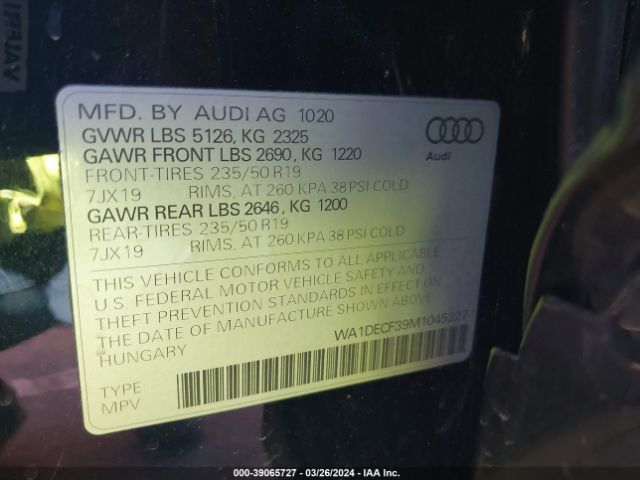 MFD. BY AUDI AG 1020
GVWR LBS 5126, KG 2325
GAWR FRONT LBS 2690, KG 1220
FRONT-TIRES 235/50 R19
7JX19 RIMS, AT 260 KPA 38 PSI COLD
GAWR REAR LBS 2646, KG 1200
REAR-TIRES 235/50 R19
7JX19 RIMS, AT 260 KPA 38 PSI COLD
Audi
THIS VEHICLE CONFORMS TO ALL APPLICABLE
U.S. FEDERAL MOTOR VEHICLE SAFETY AND
THEFT PREVENTION STANDARDS IN EFFECT ON
THE DATE OF MANUFACTURE SHOWN ABOVE.
HUNGARY
WA1DECF39M1045227
TYPE:
MPV
000-39065727 - 03/26/2024 - IAA Inc.